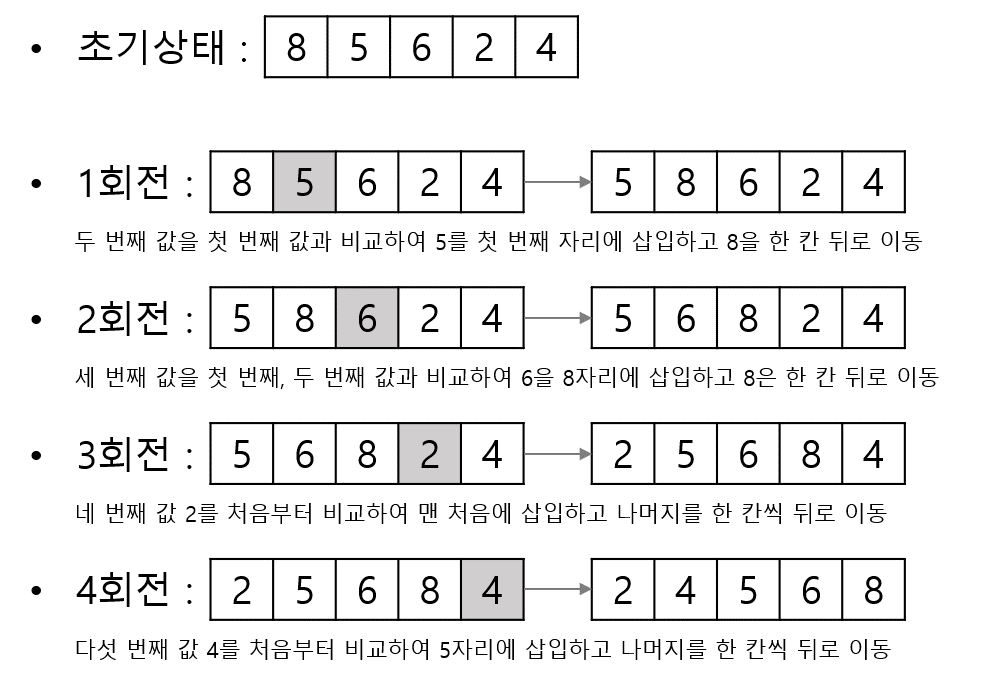 • 초기상태 : 8 5 6 2 4
• 1회전 : 8 5 6 2 4 5 8 6 2 4
두 번째 값을 첫 번째 값과 비교하여 5를 첫 번째 자리에 삽입하고 8을 한 칸 뒤로 이동
• 2회전 : 5 8 6 2 4 5 6 8 2 4
세 번째 값을 첫 번째, 두 번째 값과 비교하여 6을 8자리에 삽입하고 8은 한 칸 뒤로 이동
• 3회전 : 5 6 8 2 4 2 5 6 8 4
네 번째 값 2를 처음부터 비교하여 맨 처음에 삽입하고 나머지를 한 칸씩 뒤로 이동
• 4회전 : 2 5 6 8 4 2 4 5 6 8
다섯 번째 값 4를 처음부터 비교하여 5자리에 삽입하고 나머지를 한 칸씩 뒤로 이동